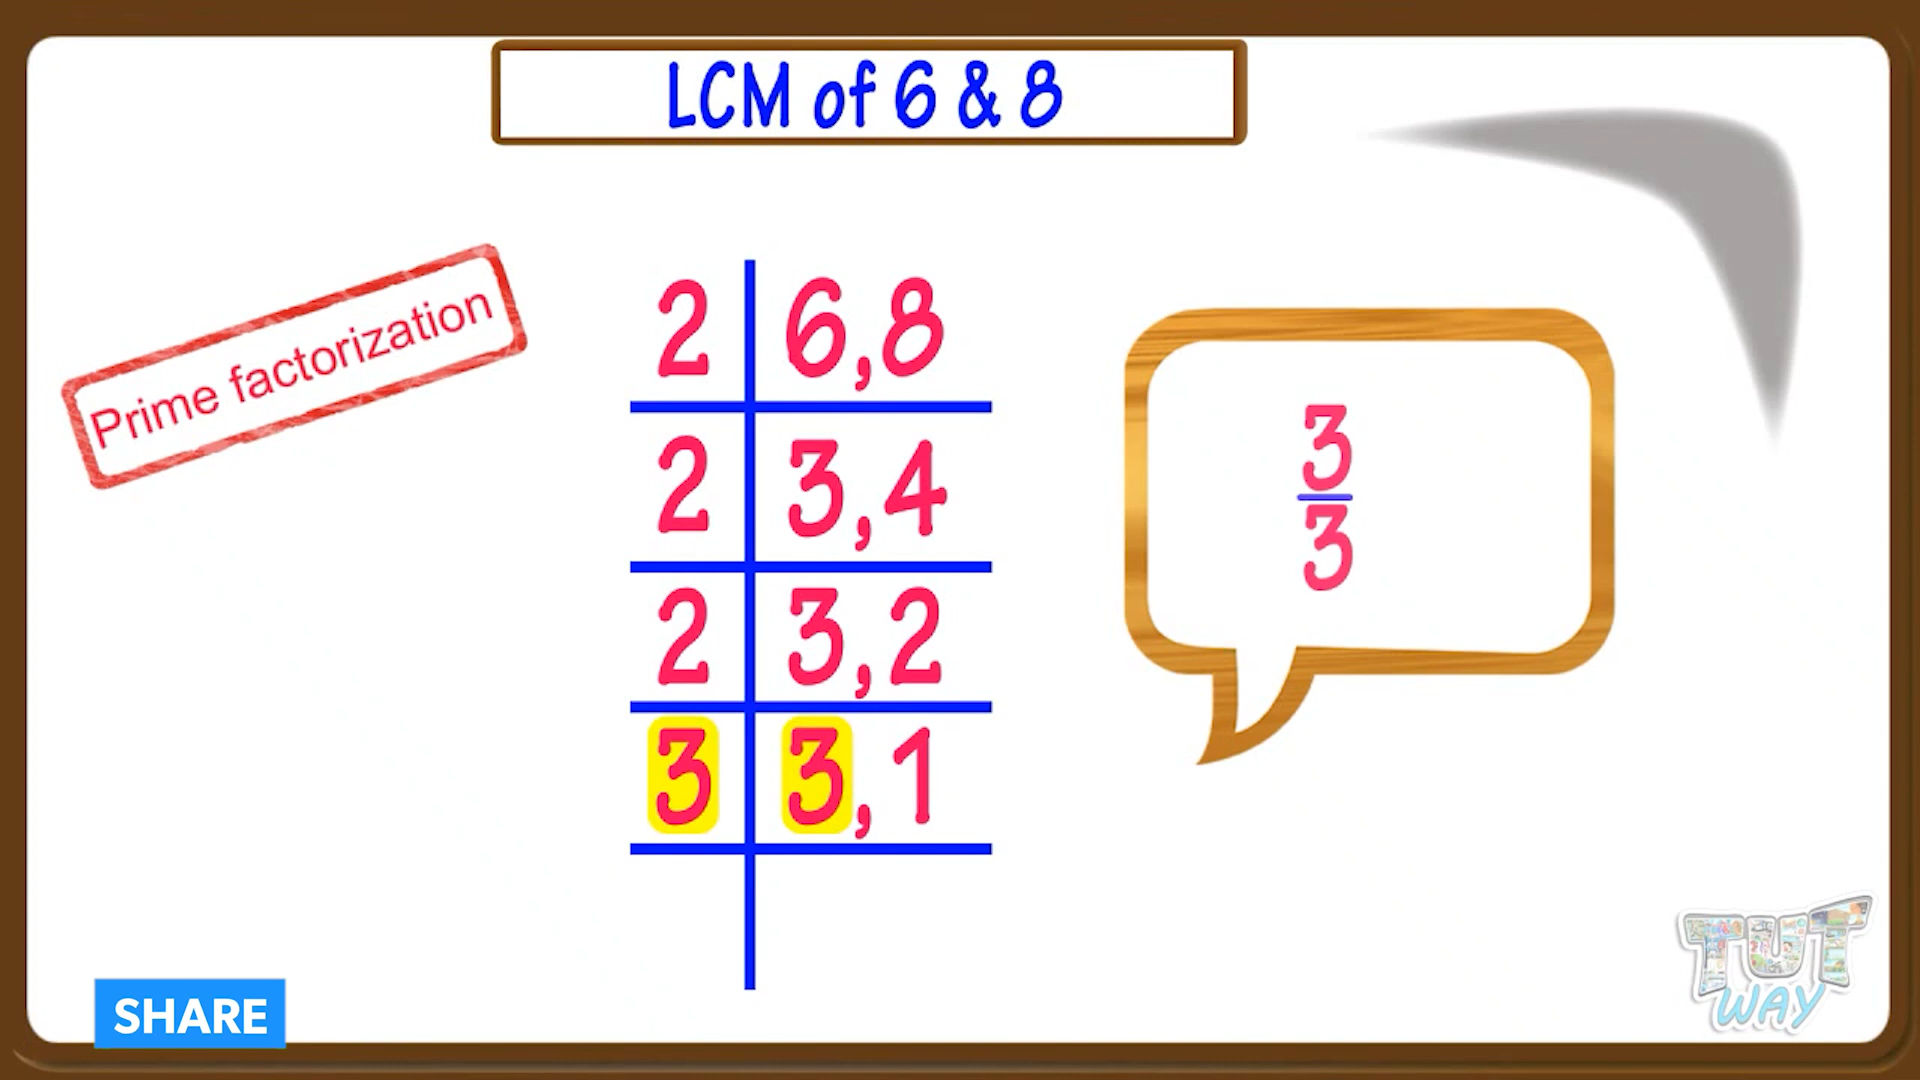 LCM of 6 & 8
Prime factorization
2 6,8
2 3,4
2 3,2
3 3,1
3
3
SHARE
TUT
WAY